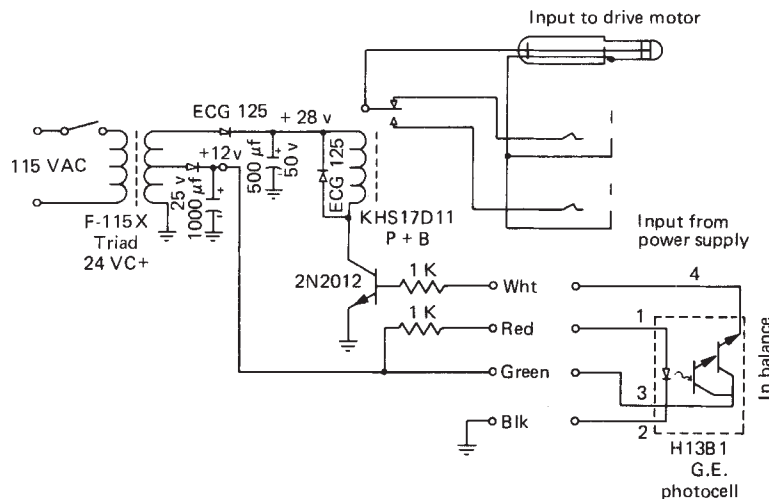 Input to drive motor
ECG 125
+ 28 v
115 VAC
+12 v
25 v
1000 µf
500 µf
50 v
ECG 125
F-115X
Triad
24 VC+
KHS17D11
P + B
Input from
power supply
2N2012
1 K
Wht
4
1 K
Red
1
Green
3
Blk
2
In balance
H13B1
G.E.
photocell